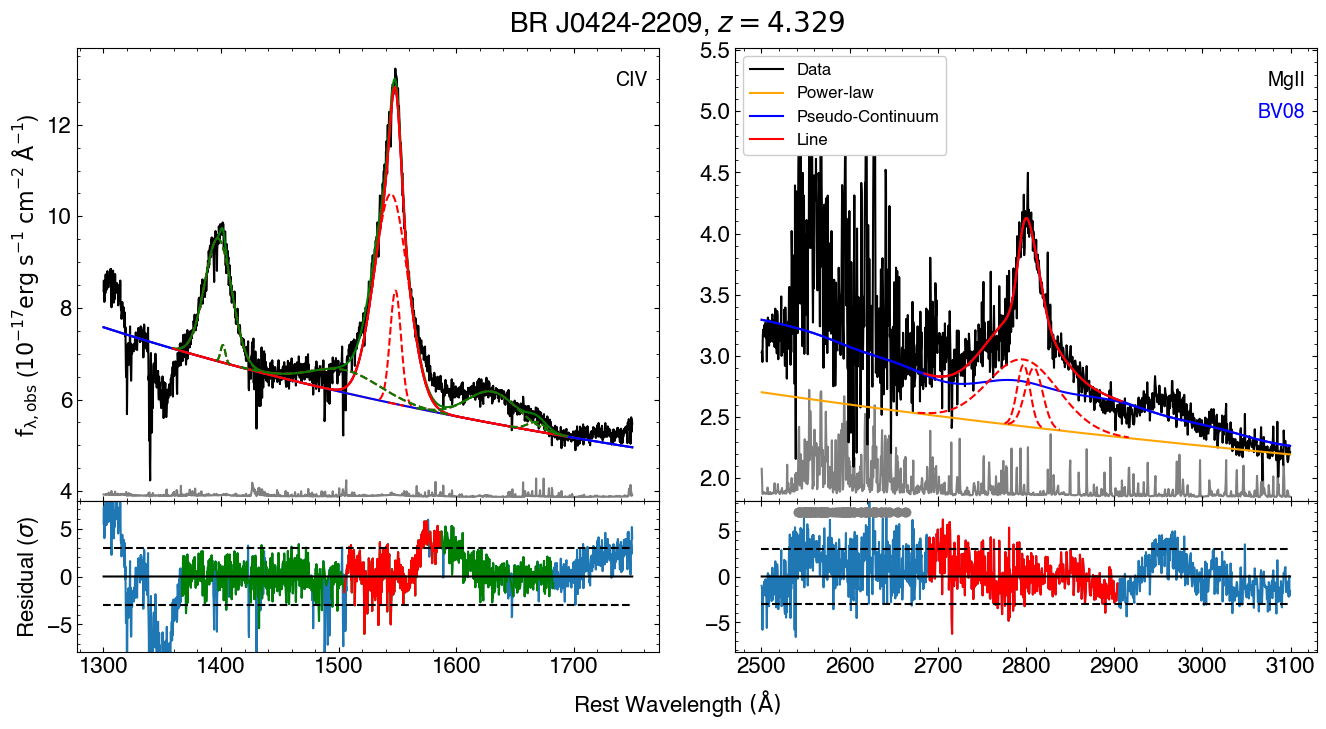 BR J0424-2209, z = 4.329
f_λ,obs (10^−17 erg s^−1 cm^−2 Å^−1)
12
10
8
6
4
CIV
5.5
5.0
4.5
4.0
3.5
3.0
2.5
2.0
Data
Power-law
Pseudo-Continuum
Line
MgII
BV08
Residual (σ)
5
0
−5
5
0
−5
1300 1400 1500 1600 1700
2500 2600 2700 2800 2900 3000 3100
Rest Wavelength (Å)